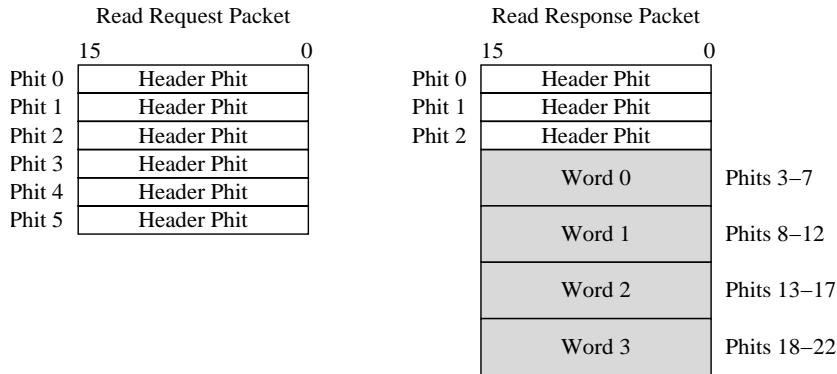 Read Request Packet
15 0
Phit 0 Header Phit
Phit 1 Header Phit
Phit 2 Header Phit
Phit 3 Header Phit
Phit 4 Header Phit
Phit 5 Header Phit
Read Response Packet
15 0
Phit 0 Header Phit
Phit 1 Header Phit
Phit 2 Header Phit
Word 0 Phits 3–7
Word 1 Phits 8–12
Word 2 Phits 13–17
Word 3 Phits 18–22